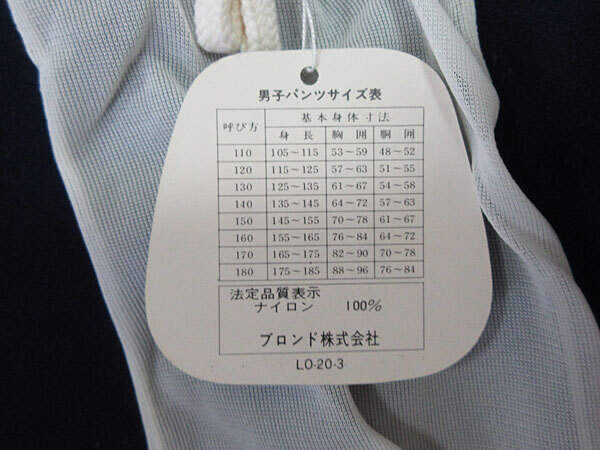 男子パンツサイズ表
呼び方 基本身体寸法
身長 胸囲 胴囲
110 105～115 53～59 48～52
120 115～125 57～63 51～55
130 125～135 61～67 54～58
140 135～145 64～72 57～63
150 145～155 70～78 61～67
160 155～165 76～84 64～72
170 165～175 82～90 70～78
180 175～185 88～96 76～84
法定品質表示
ナイロン 100%
ブロンド株式会社
LO-20-3